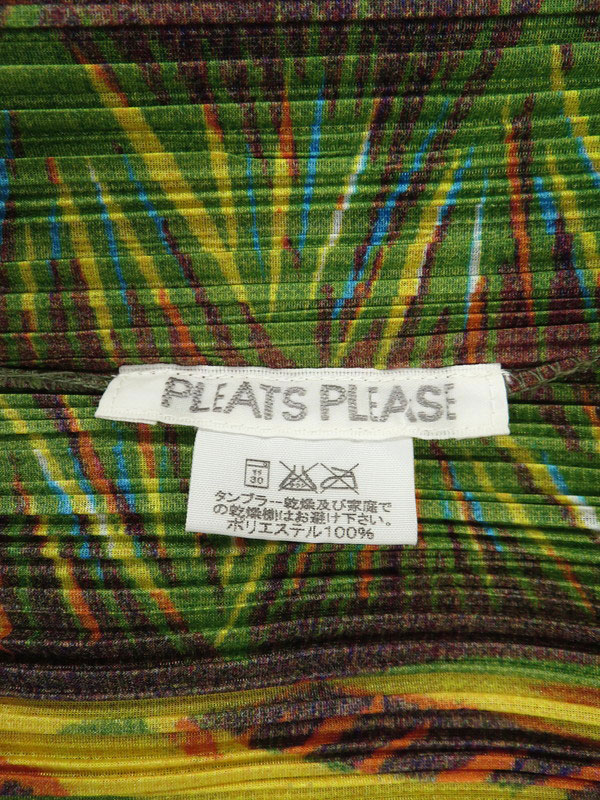 PLEATS PLEASE
30
タンブラー乾燥及び家庭で
の乾燥機はお避け下さい。
ポリエステル100%